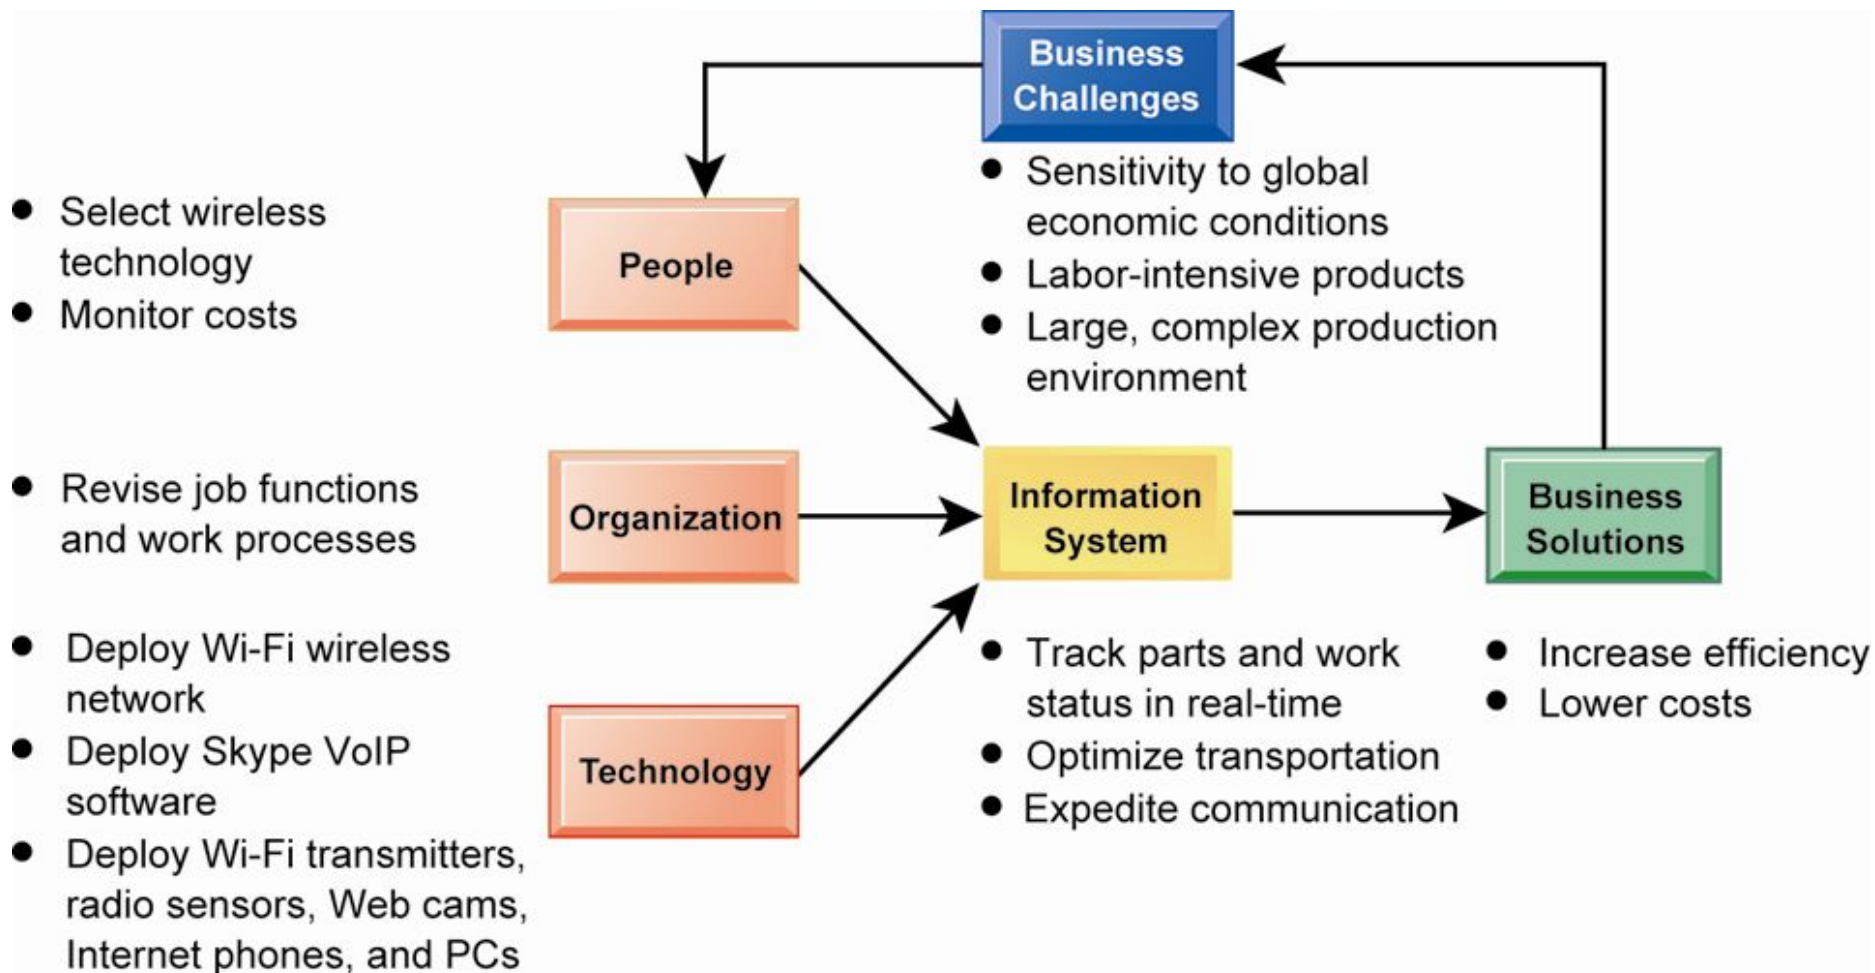 Business
Challenges
● Sensitivity to global
economic conditions
● Labor-intensive products
● Large, complex production
environment
● Select wireless
technology
● Monitor costs
People
● Revise job functions
and work processes
Organization
Information
System
Business
Solutions
● Deploy Wi-Fi wireless
network
● Deploy Skype VoIP
software
● Deploy Wi-Fi transmitters,
radio sensors, Web cams,
Internet phones, and PCs
Technology
● Track parts and work
status in real-time
● Optimize transportation
● Expedite communication
● Increase efficiency
● Lower costs